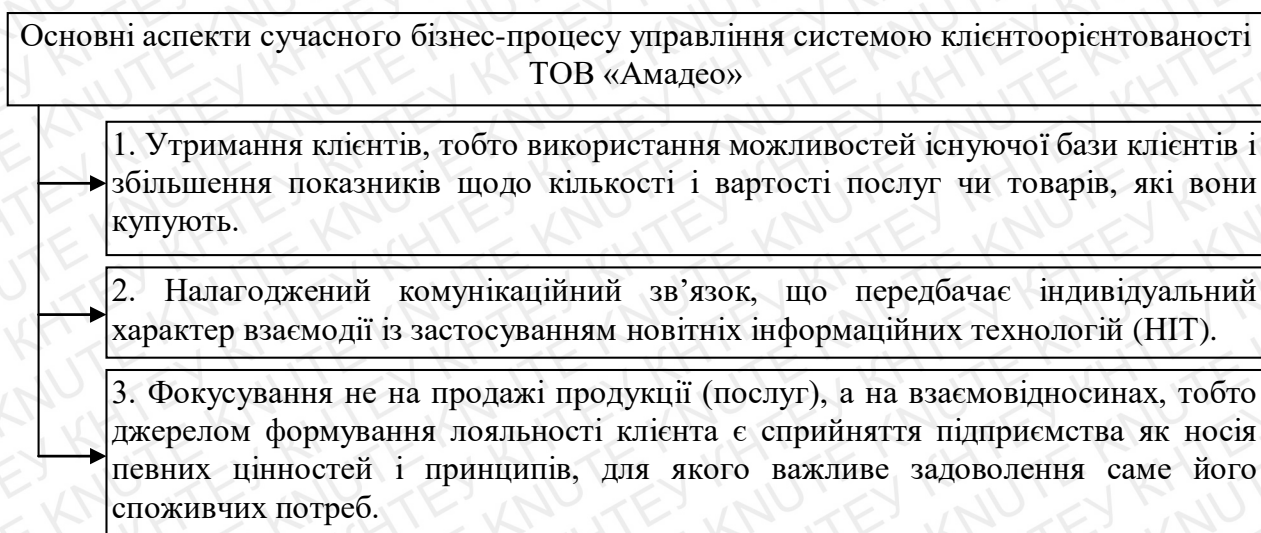 Основні аспекти сучасного бізнес-процесу управління системою клієнтоорієнтованості
ТОВ «Амадео»
1. Утримання клієнтів, тобто використання можливостей існуючої бази клієнтів і
збільшення показників щодо кількості і вартості послуг чи товарів, які вони
купують.
2. Налагоджений комунікаційний зв’язок, що передбачає індивідуальний
характер взаємодії із застосуванням новітніх інформаційних технологій (НІТ).
3. Фокусування не на продажі продукції (послуг), а на взаємовідносинах, тобто
джерелом формування лояльності клієнта є сприйняття підприємства як носія
певних цінностей і принципів, для якого важливе задоволення саме його
споживчих потреб.